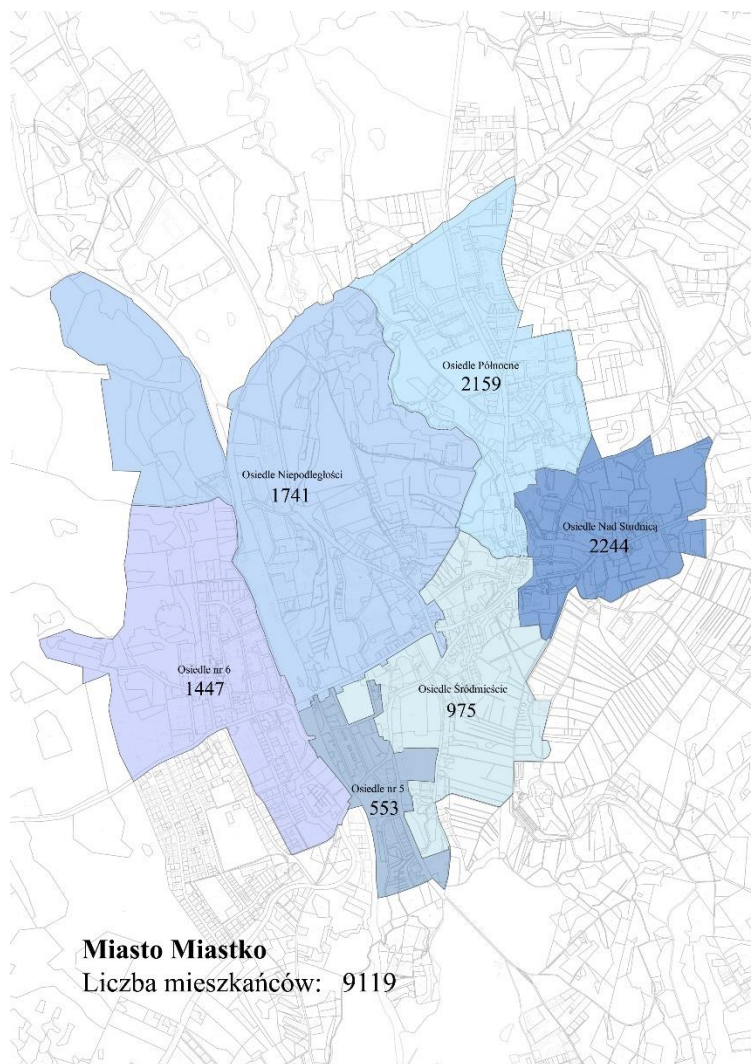 Osiedle Północne
2159
Osiedle Niepodległości
1741
Osiedle Nad Studnicą
2244
Osiedle nr 6
1447
Osiedle Śródmieście
975
Osiedle nr 5
553
Miasto Miastko
Liczba mieszkańców: 9119